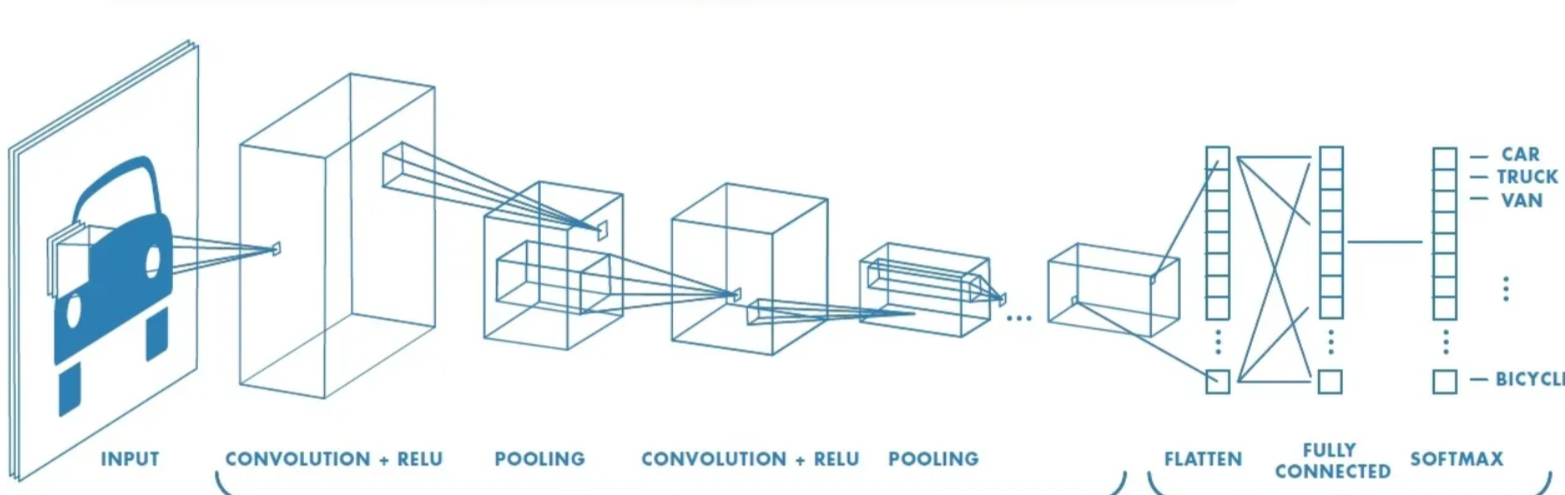 CAR
TRUCK
VAN
BICYCL
INPUT
CONVOLUTION + RELU
POOLING
CONVOLUTION + RELU
POOLING
FLATTEN
FULLY
CONNECTED
SOFTMAX